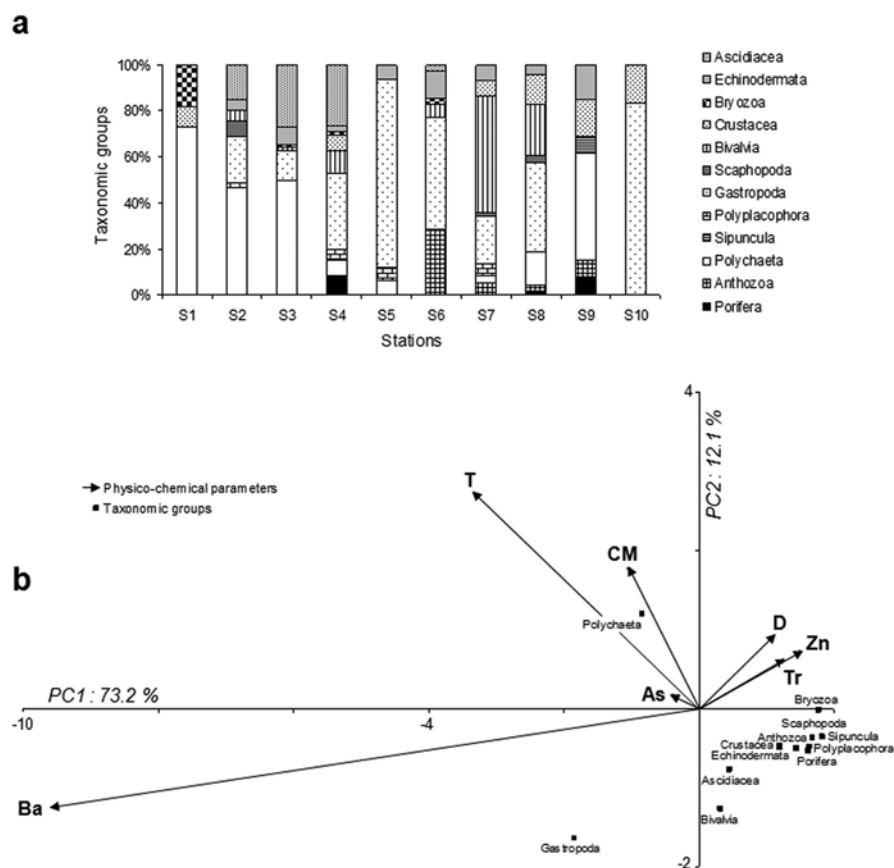 a
100%
80%
60%
40%
20%
0%
Taxonomic groups
S1 S2 S3 S4 S5 S6 S7 S8 S9 S10
Stations
Ascidiacea
Echinodermata
Bryozoa
Crustacea
Bivalvia
Scaphopoda
Gastropoda
Polyplacophora
Sipuncula
Polychaeta
Anthozoa
Porifera
b
Physico-chemical parameters
Taxonomic groups
4
PC2 : 12.1 %
T
CM
Polychaeta
D
Zn
Tr
As
PC1 : 73.2 %
-10
-4
Bryozoa
Scaphopoda
Anthozoa Sipuncula
Crustacea Polyplacophora
Echinodermata Porifera
Ascidiacea
Ba
Bivalvia
Gastropoda
-2